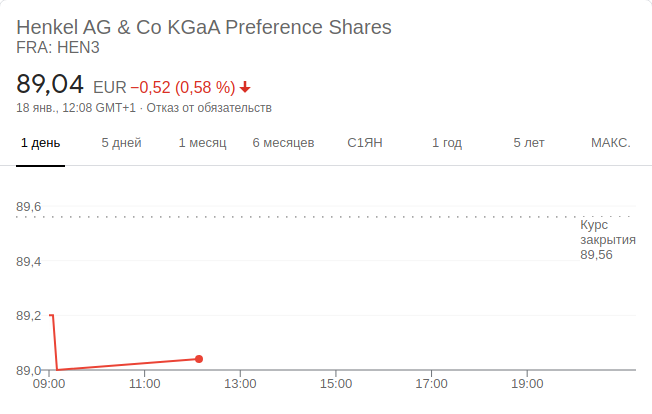 Henkel AG & Co KGaA Preference Shares
FRA: HEN3
89,04 EUR −0,52 (0,58 %)
18 янв., 12:08 GMT+1 · Отказ от обязательств
1 день 5 дней 1 месяц 6 месяцев С1ЯН 1 год 5 лет МАКС.
89,6
Курс
закрытия
89,56
89,4
89,2
89,0
09:00 11:00 13:00 15:00 17:00 19:00